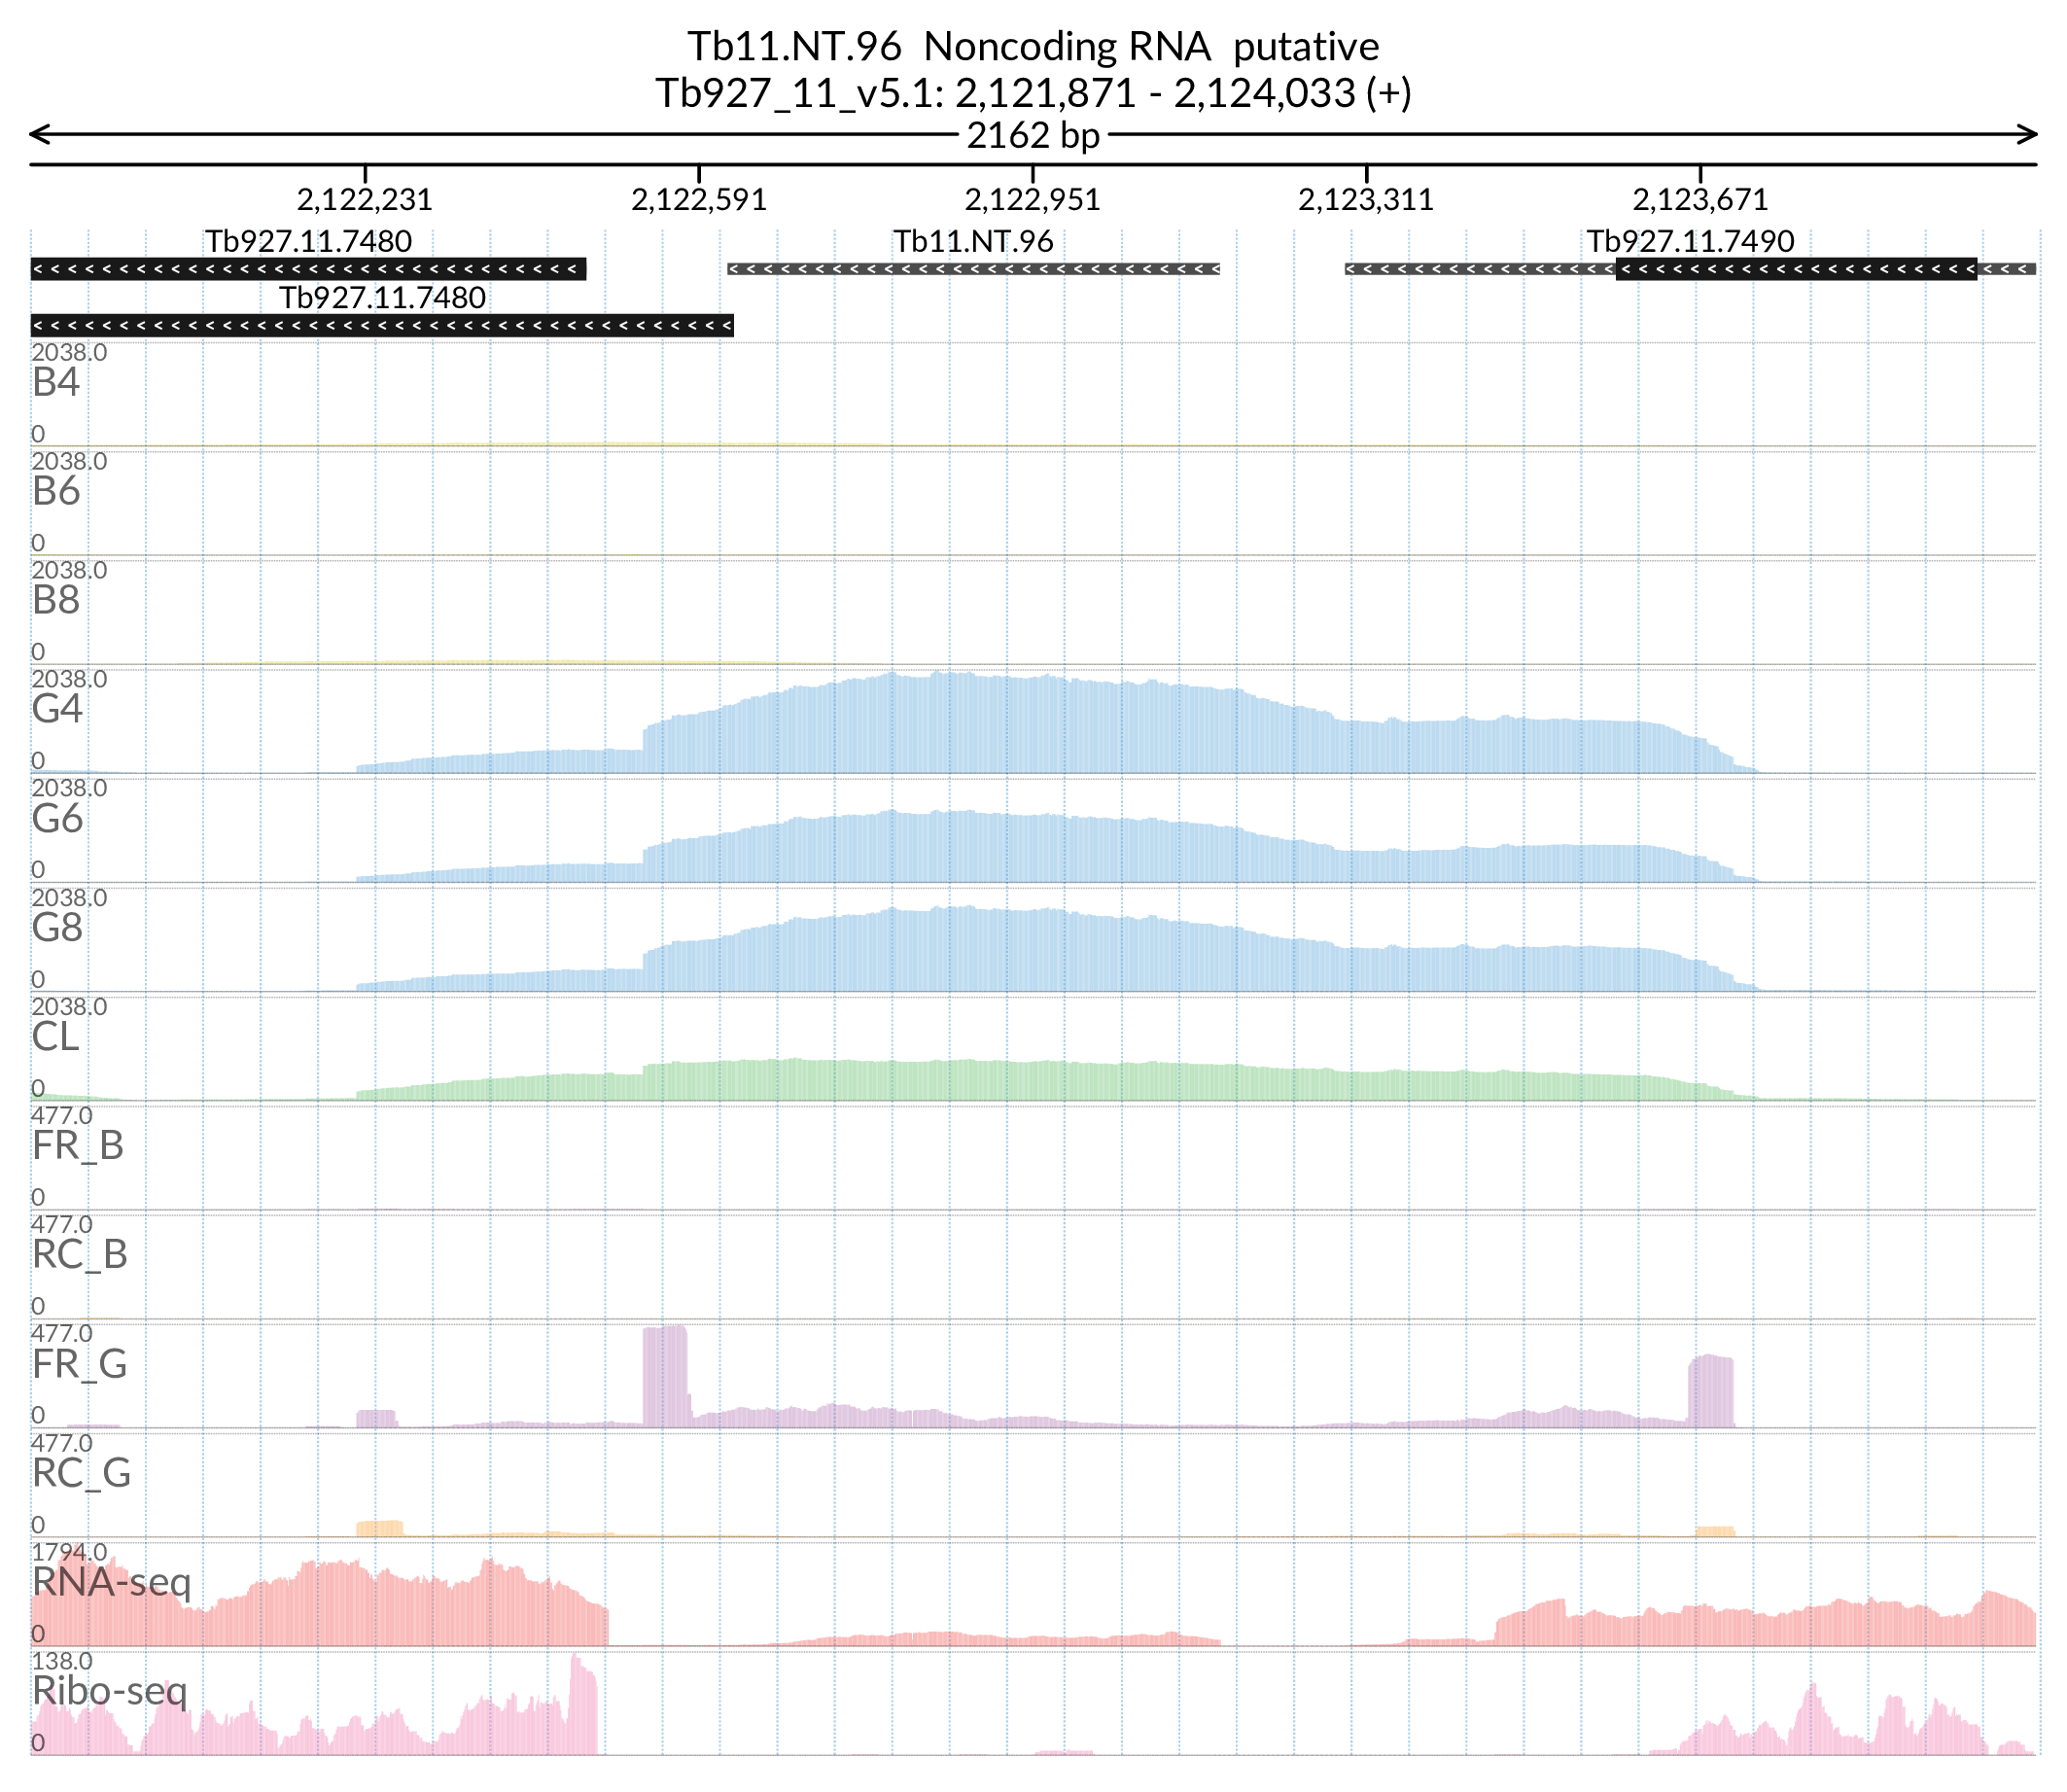 Tb11.NT.96 Noncoding RNA putative
Tb927_11_v5.1: 2,121,871 - 2,124,033 (+)
2162 bp
2,122,231 2,122,591 2,122,951 2,123,311 2,123,671
Tb927.11.7480 Tb11.NT.96 Tb927.11.7490
Tb927.11.7480
2038.0
B4
0
2038.0
B6
0
2038.0
B8
0
2038.0
G4
0
2038.0
G6
0
2038.0
G8
0
2038.0
CL
0
477.0
FR_B
0
477.0
RC_B
0
477.0
FR_G
0
477.0
RC_G
0
1794.0
RNA-seq
0
138.0
Ribo-seq
0